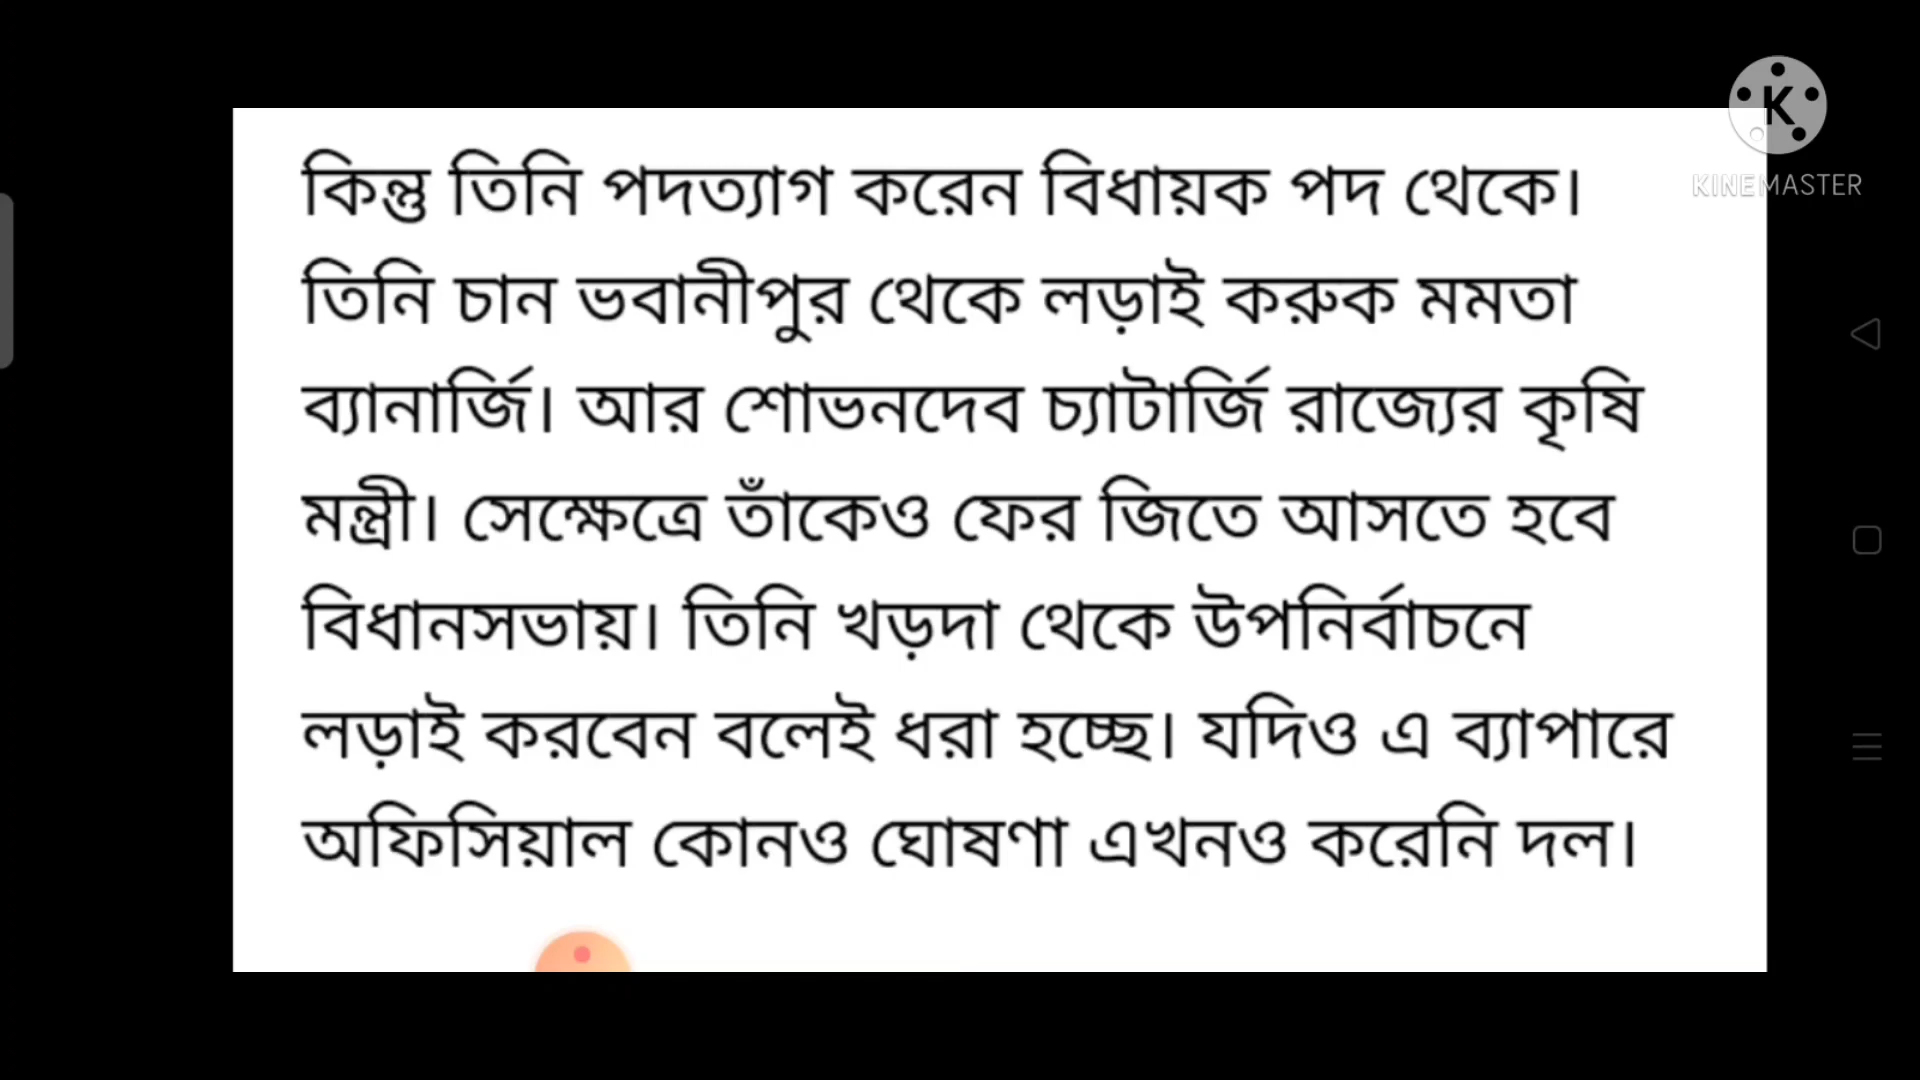 কিন্তু তিনি পদত্যাগ করেন বিধায়ক পদ থেকে।
তিনি চান ভবানীপুর থেকে লড়াই করুক মমতা
ব্যানার্জি। আর শোভনদেব চ্যাটার্জি রাজ্যের কৃষি
মন্ত্রী। সেক্ষেত্রে তাঁকেও ফের জিতে আসতে হবে
বিধানসভায়। তিনি খড়দা থেকে উপনির্বাচনে
লড়াই করবেন বলেই ধরা হচ্ছে। যদিও এ ব্যাপারে
অফিসিয়াল কোনও ঘোষণা এখনও করেনি দল।
K
KINEMASTER